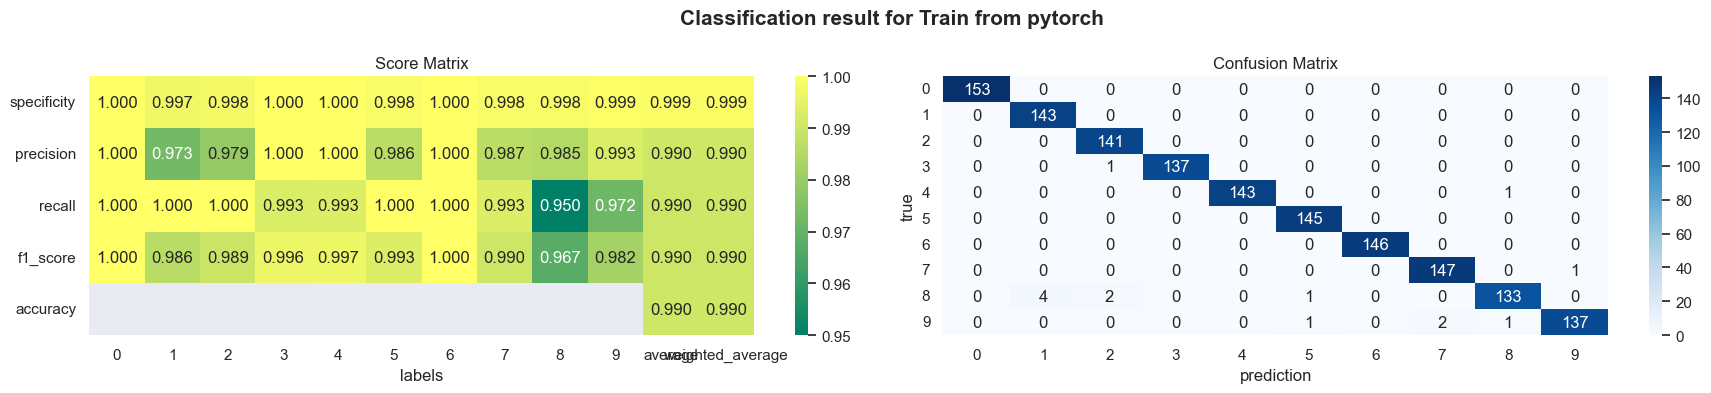 Classification result for Train from pytorch
Score Matrix
specificity 1.000 0.997 0.998 1.000 1.000 0.998 1.000 0.998 0.998 0.999 0.999 0.999
precision 1.000 0.973 0.979 1.000 1.000 0.986 1.000 0.987 0.985 0.993 0.990 0.990
recall 1.000 1.000 1.000 0.993 0.993 1.000 1.000 0.993 0.950 0.972 0.990 0.990
f1_score 1.000 0.986 0.989 0.996 0.997 0.993 1.000 0.990 0.967 0.982 0.990 0.990
accuracy 0.990 0.990
0 1 2 3 4 5 6 7 8 9 average weighted_average
labels
1.00
0.99
0.98
0.97
0.96
0.95
Confusion Matrix
true
0 153 0 0 0 0 0 0 0 0 0
1 0 143 0 0 0 0 0 0 0 0
2 0 0 141 0 0 0 0 0 0 0
3 0 0 1 137 0 0 0 0 0 0
4 0 0 0 0 143 0 0 0 1 0
5 0 0 0 0 0 145 0 0 0 0
6 0 0 0 0 0 0 146 0 0 0
7 0 0 0 0 0 0 0 147 0 1
8 0 4 2 0 0 1 0 0 133 0
9 0 0 0 0 0 1 0 2 1 137
0 1 2 3 4 5 6 7 8 9
prediction
140
120
100
80
60
40
20
0